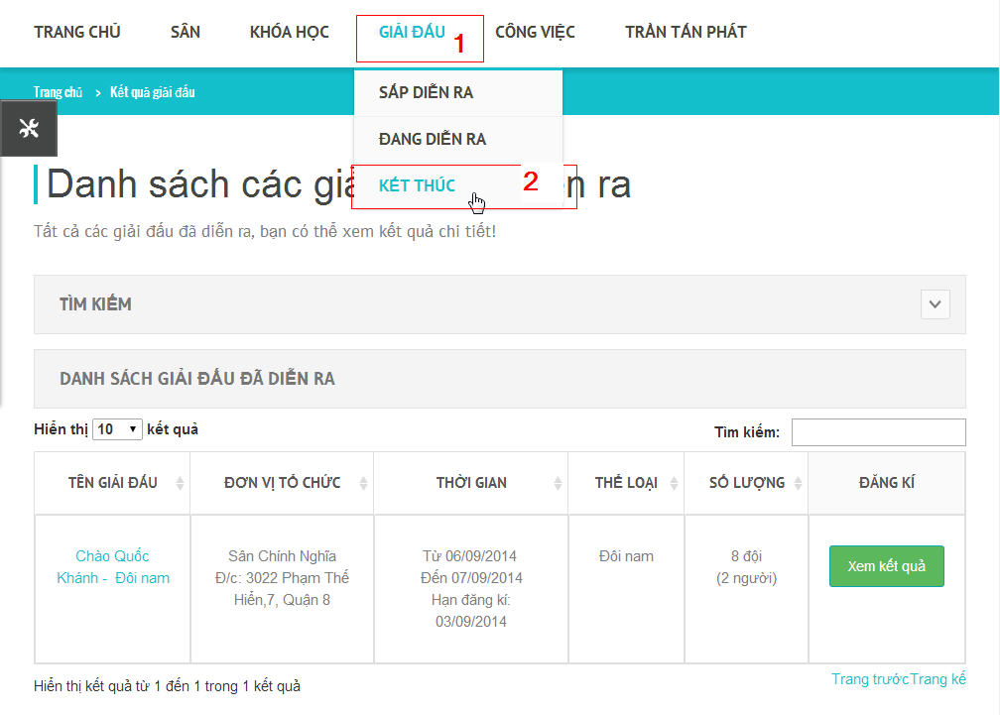 TRANG CHỦ SÂN KHÓA HỌC GIẢI ĐẤU 1 CÔNG VIỆC TRẦN TẤN PHÁT
Trang chủ > Kết quả giải đấu
SẮP DIỄN RA
ĐANG DIỄN RA
KẾT THÚC 2
Danh sách các giả n ra
Tất cả các giải đấu đã diễn ra, bạn có thể xem kết quả chi tiết!
TÌM KIẾM
DANH SÁCH GIẢI ĐẤU ĐÃ DIỄN RA
Hiển thị 10 kết quả Tìm kiếm:
TÊN GIẢI ĐẤU ĐƠN VỊ TỔ CHỨC THỜI GIAN THỂ LOẠI SỐ LƯỢNG ĐĂNG KÍ
Chào Quốc Sân Chính Nghĩa Từ 06/09/2014 Đôi nam 8 đội Xem kết quả
Khánh - Đôi nam Đ/c: 3022 Phạm Thế Đến 07/09/2014 (2 người)
Hiển,7, Quận 8 Hạn đăng kí:
03/09/2014
Hiển thị kết quả từ 1 đến 1 trong 1 kết quả Trang trướcTrang kế